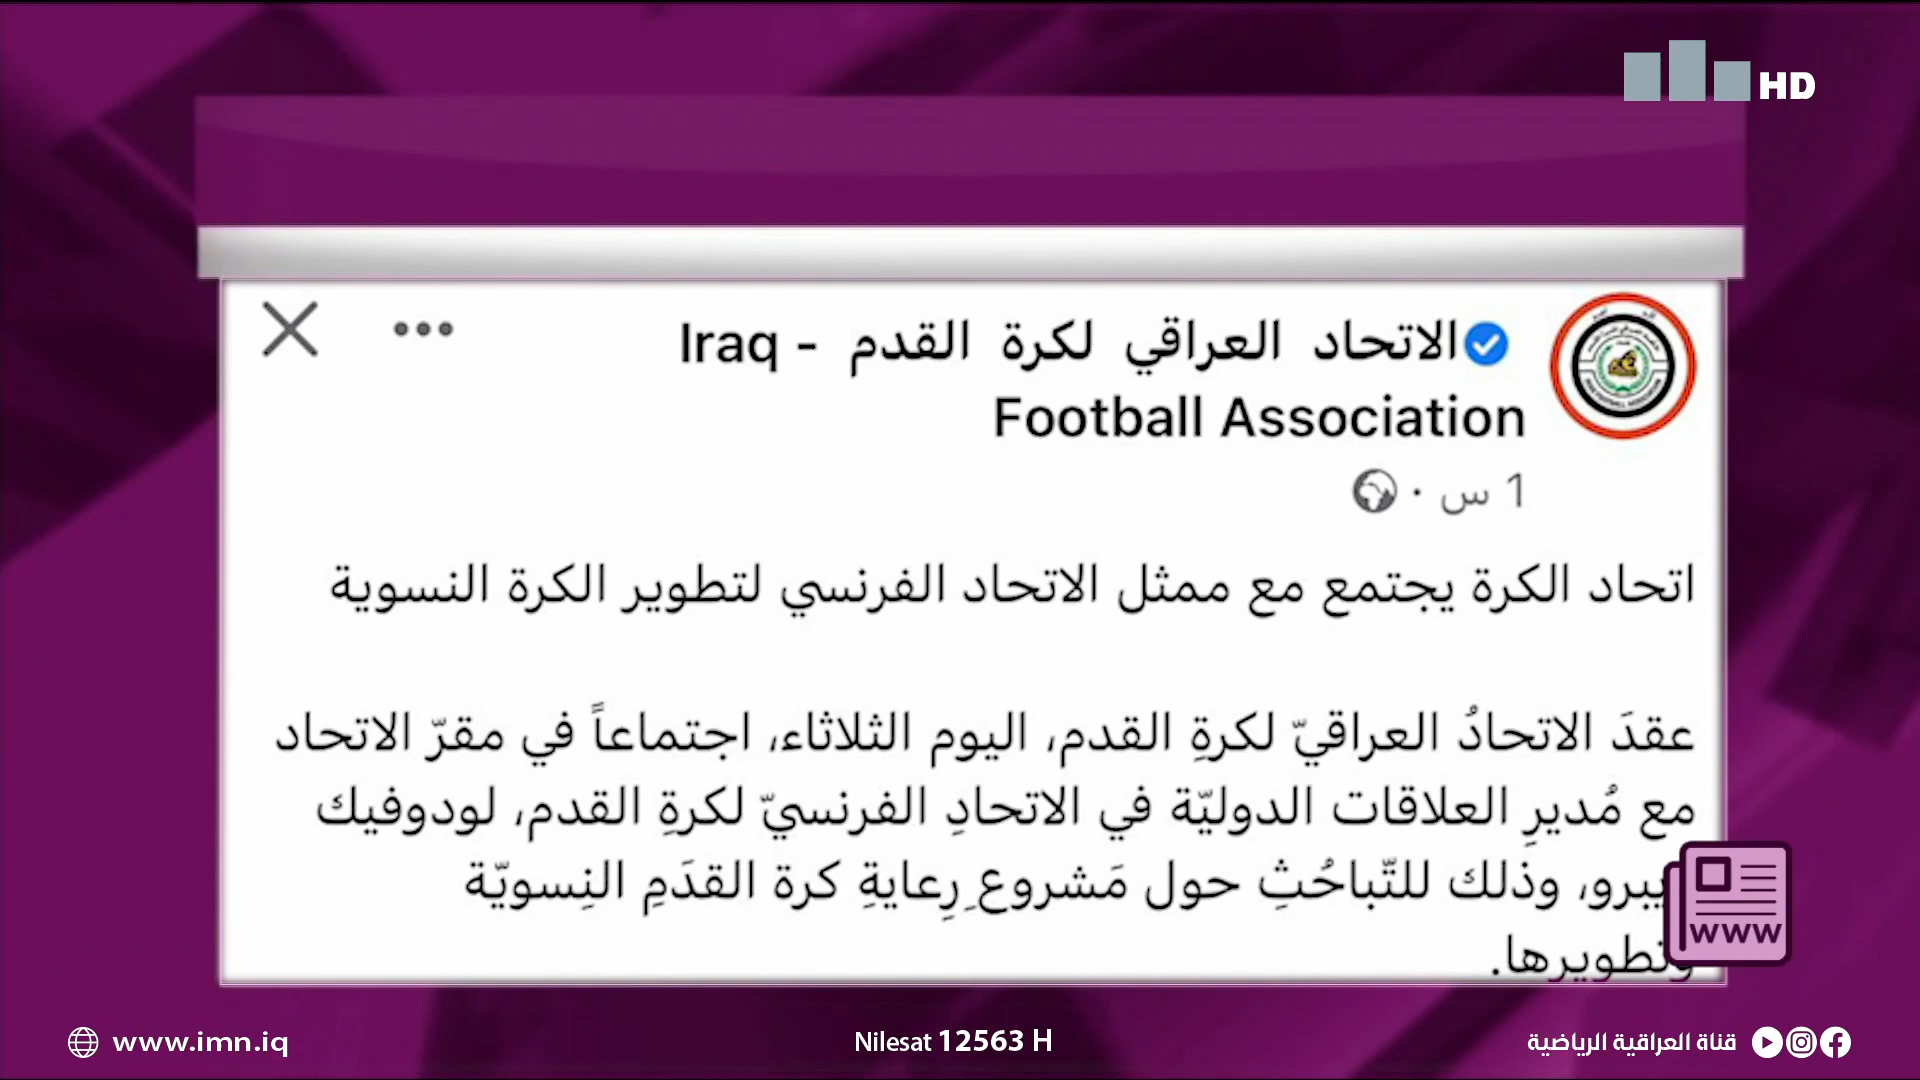 HD
الاتحاد العراقي لكرة القدم - Iraq
Football Association
1 س ·
اتحاد الكرة يجتمع مع ممثل الاتحاد الفرنسي لتطوير الكرة النسوية
عقدَ الاتحادُ العراقيّ لكرةِ القدم، اليوم الثلاثاء، اجتماعاً في مقرّ الاتحاد
مع مُديرِ العلاقات الدوليّة في الاتحادِ الفرنسيّ لكرةِ القدم، لودوفيك
وذلك للتّباحُثِ حول مَشروعِ رِعايةِ كرة القدَمِ النِسويّة
وتطويرها.
WWW
www.imn.iq
Nilesat 12563 H
قناة العراقية الرياضية